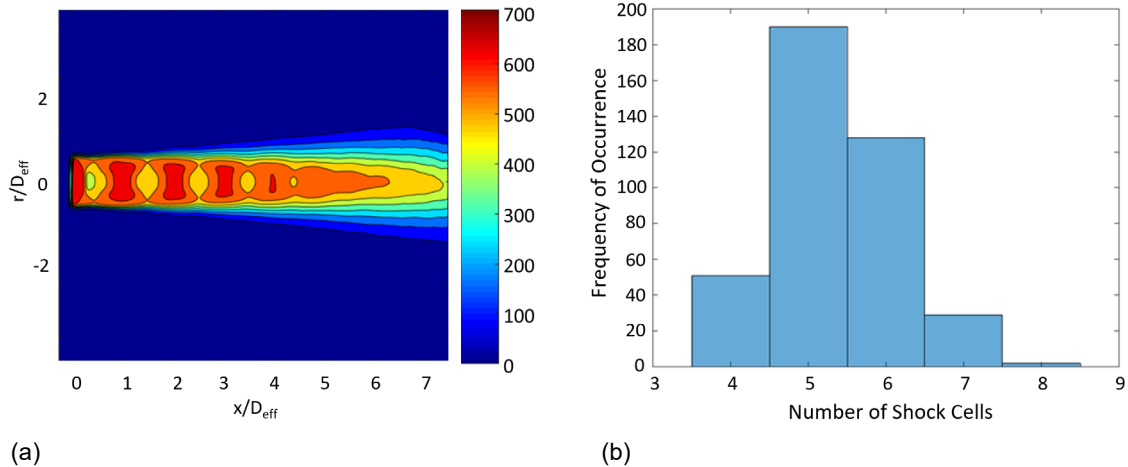 700
600
500
400
300
200
100
0
2
0
-2
r/D_eff
0 1 2 3 4 5 6 7
x/D_eff
(a)
200
180
160
140
120
100
80
60
40
20
0
Frequency of Occurrence
3 4 5 6 7 8 9
Number of Shock Cells
(b)